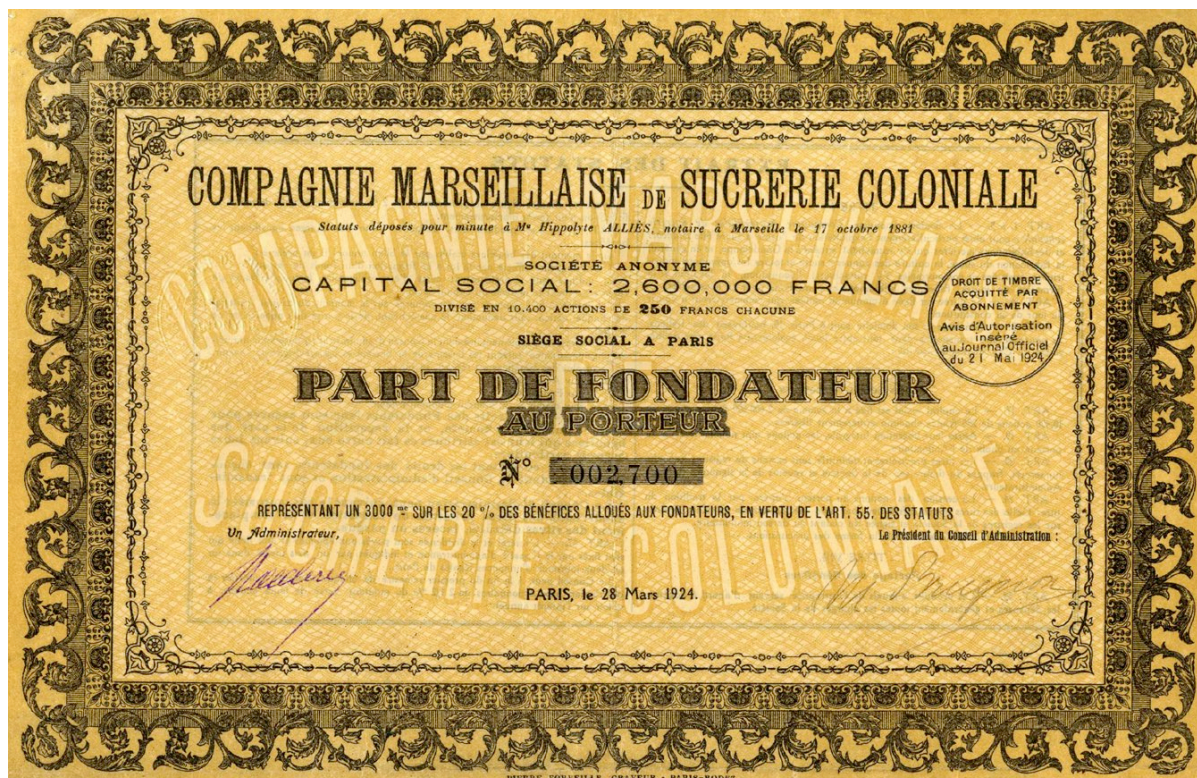 COMPAGNIE MARSEILLAISE DE SUCRERIE COLONIALE
Statuts déposés pour minute à Me Hippolyte ALLIÈS, notaire à Marseille le 17 octobre 1881
SOCIÉTÉ ANONYME
CAPITAL SOCIAL: 2,600,000 FRANCS
DIVISÉ EN 10.400 ACTIONS DE 250 FRANCS CHACUNE
SIÈGE SOCIAL A PARIS
DROIT DE TIMBRE
ACQUITTÉ PAR
ABONNEMENT
Avis d'Autorisation
inséré
au Journal Officiel
du 21 Mai 1924
PART DE FONDATEUR
AU PORTEUR
No 002,700
REPRÉSENTANT UN 3000 me SUR LES 20 % DES BÉNÉFICES ALLOUÉS AUX FONDATEURS, EN VERTU DE L'ART. 55. DES STATUTS
Un Administrateur,
Le Président du Conseil d'Administration :
PARIS, le 28 Mars 1924.
COMPAGNIE MARSEILLAISE
DE
SUCRERIE COLONIALE